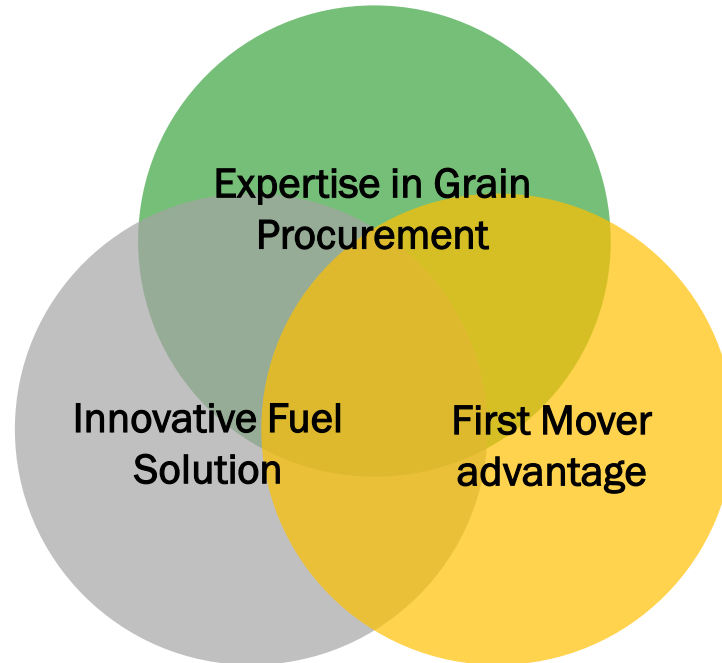 Expertise in Grain
Procurement
Innovative Fuel
Solution
First Mover
advantage